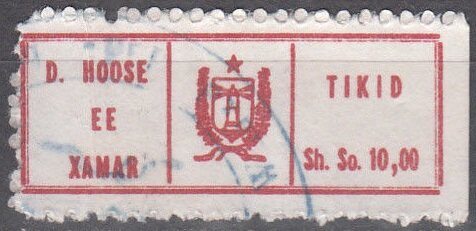 D. HOOSE
EE
XAMAR
TIKID
Sh. So. 10,00